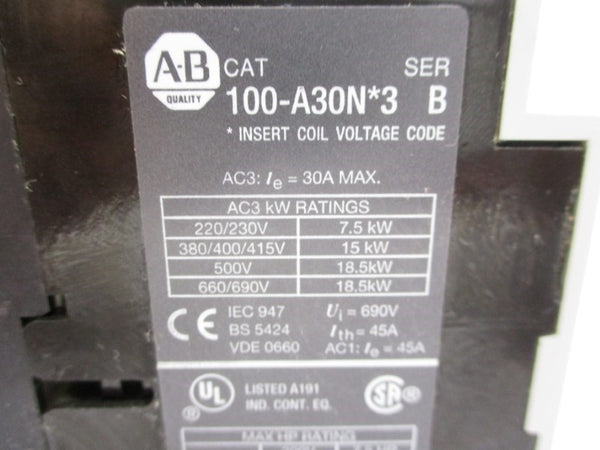 A-B
QUALITY
CAT SER
100-A30N*3 B
* INSERT COIL VOLTAGE CODE
AC3: Ie = 30A MAX.
AC3 kW RATINGS
220/230V 7.5 kW
380/400/415V 15 kW
500V 18.5kW
660/690V 18.5kW
CE IEC 947 Ui = 690V
BS 5424 Ith = 45A
VDE 0660 AC1: Ie = 45A
UL ® LISTED A191
IND. CONT. EQ. SA ®
MAX HP RATING